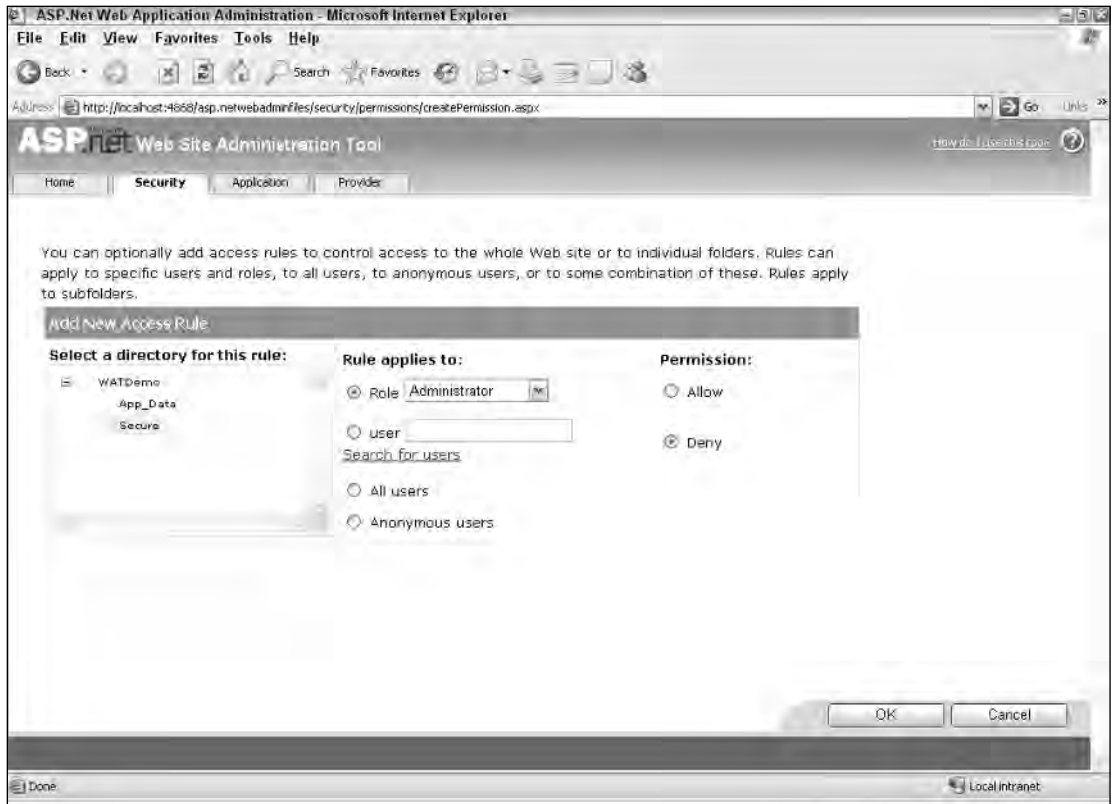 ASP.Net Web Application Administration - Microsoft Internet Explorer
File Edit View Favorites Tools Help
Back Search Favorites
Address http://localhost:4868/asp.netwebadminfiles/security/permissions/createPermission.aspx Go Links »
ASP.net Web Site Administration Tool How do I use this tool? ?
Home Security Application Provider
You can optionally add access rules to control access to the whole Web site or to individual folders. Rules can
apply to specific users and roles, to all users, to anonymous users, or to some combination of these. Rules apply
to subfolders.
Add New Access Rule
Select a directory for this rule:
WATDemo
App_Data
Secure
Rule applies to:
Role Administrator
user
Search for users
All users
Anonymous users
Permission:
Allow
Deny
OK Cancel
Done Local intranet